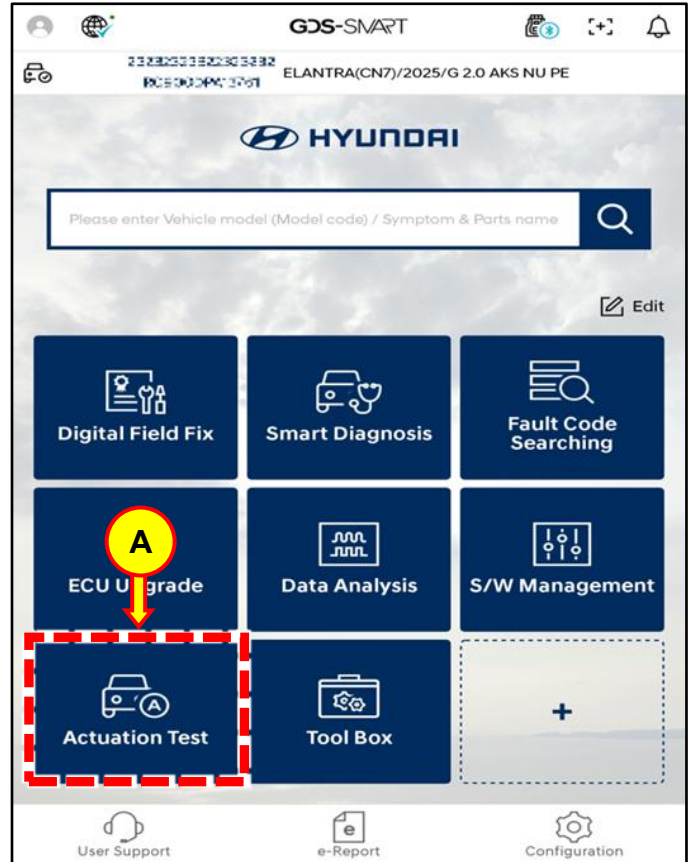 GDS-SMART
ELANTRA(CN7)/2025/G 2.0 AKS NU PE
HYUNDAI
Please enter Vehicle model (Model code) / Symptom & Parts name
Edit
Digital Field Fix
Smart Diagnosis
Fault Code
Searching
A
ECU Upgrade
Data Analysis
S/W Management
A
Actuation Test
Tool Box
+
e
User Support
e-Report
Configuration